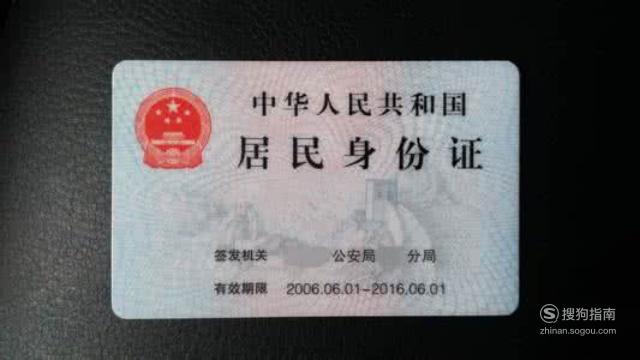 中华人民共和国
居民身份证
签发机关 公安局 分局
有效期限 2006.06.01-2016.06.01
搜狗指南
zhinan.sogou.com